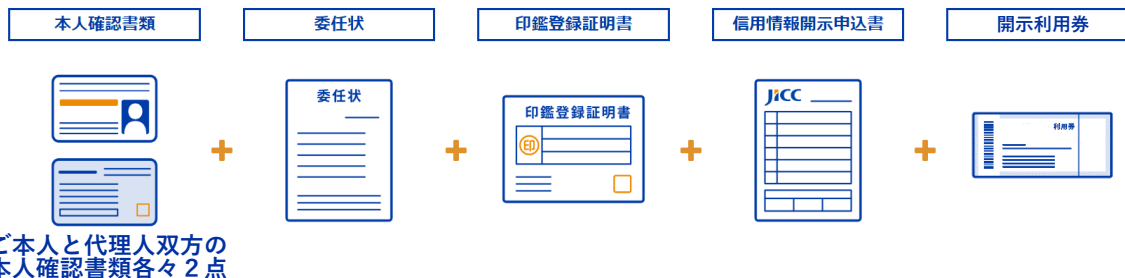 本人確認書類
委任状
印鑑登録証明書
信用情報開示申込書
開示利用券
委任状
印鑑登録証明書
印
JICC
利用券
ご本人と代理人双方の
本人確認書類各々２点